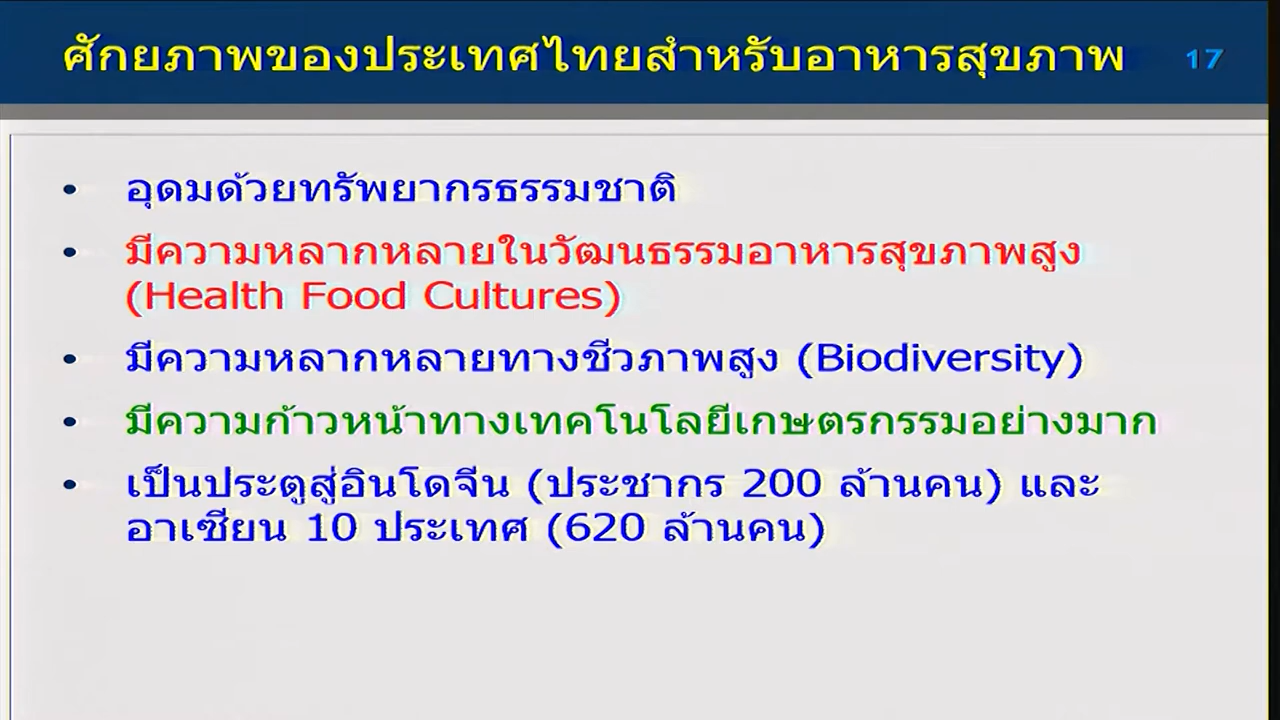 ศักยภาพของประเทศไทยสำหรับอาหารสุขภาพ 17
• อุดมด้วยทรัพยากรธรรมชาติ
• มีความหลากหลายในวัฒนธรรมอาหารสุขภาพสูง
(Health Food Cultures)
• มีความหลากหลายทางชีวภาพสูง (Biodiversity)
• มีความก้าวหน้าทางเทคโนโลยีเกษตรกรรมอย่างมาก
• เป็นประตูสู่อินโดจีน (ประชากร 200 ล้านคน) และ
อาเซียน 10 ประเทศ (620 ล้านคน)